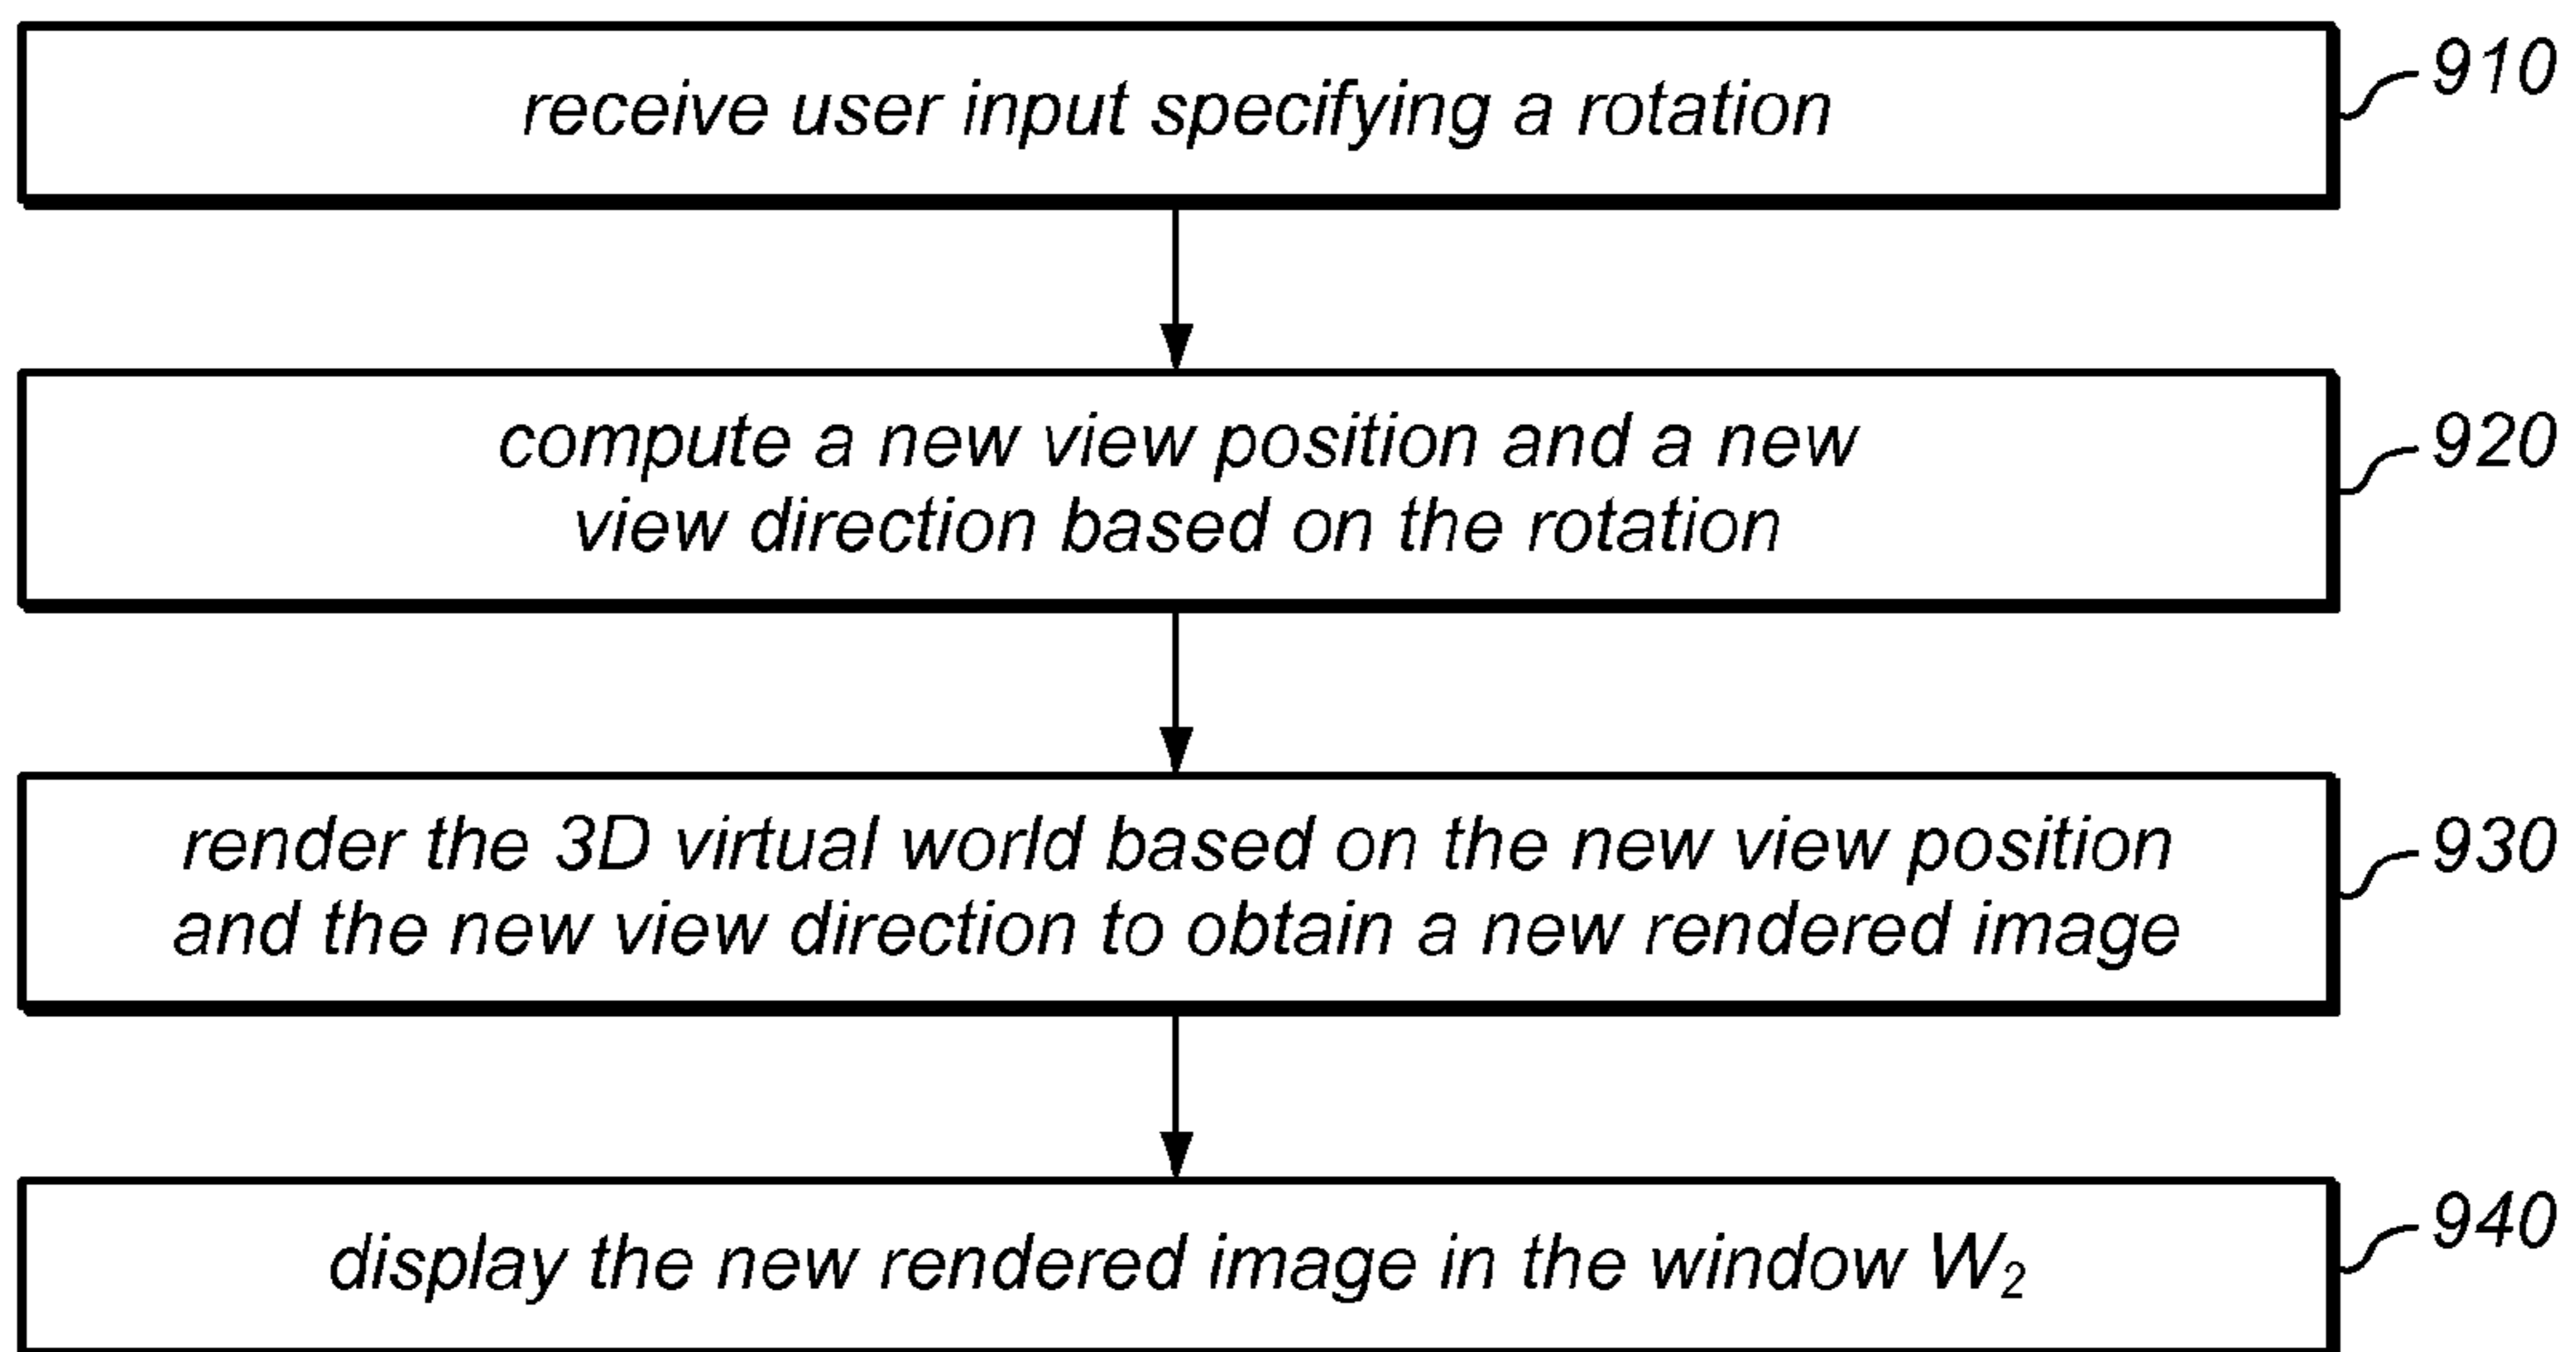 receive user input specifying a rotation
910
compute a new view position and a new
view direction based on the rotation
920
render the 3D virtual world based on the new view position
and the new view direction to obtain a new rendered image
930
display the new rendered image in the window W₂
940